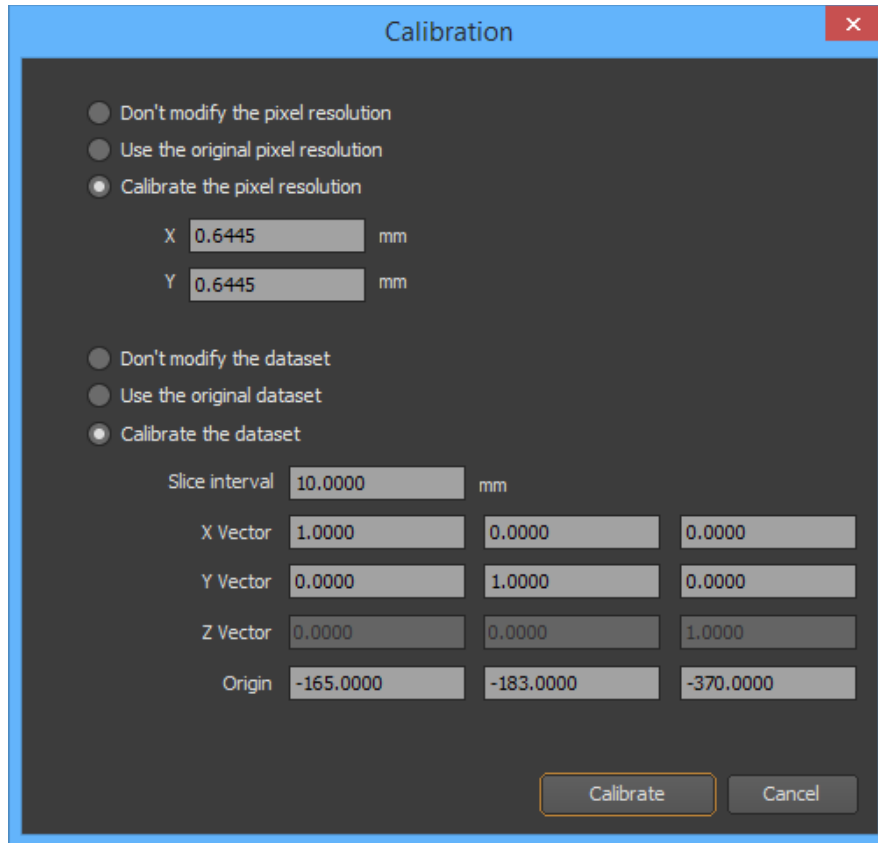 Calibration
Don't modify the pixel resolution
Use the original pixel resolution
Calibrate the pixel resolution
X 0.6445 mm
Y 0.6445 mm
Don't modify the dataset
Use the original dataset
Calibrate the dataset
Slice interval 10.0000 mm
X Vector 1.0000 0.0000 0.0000
Y Vector 0.0000 1.0000 0.0000
Z Vector 0.0000 0.0000 1.0000
Origin -165.0000 -183.0000 -370.0000
Calibrate Cancel